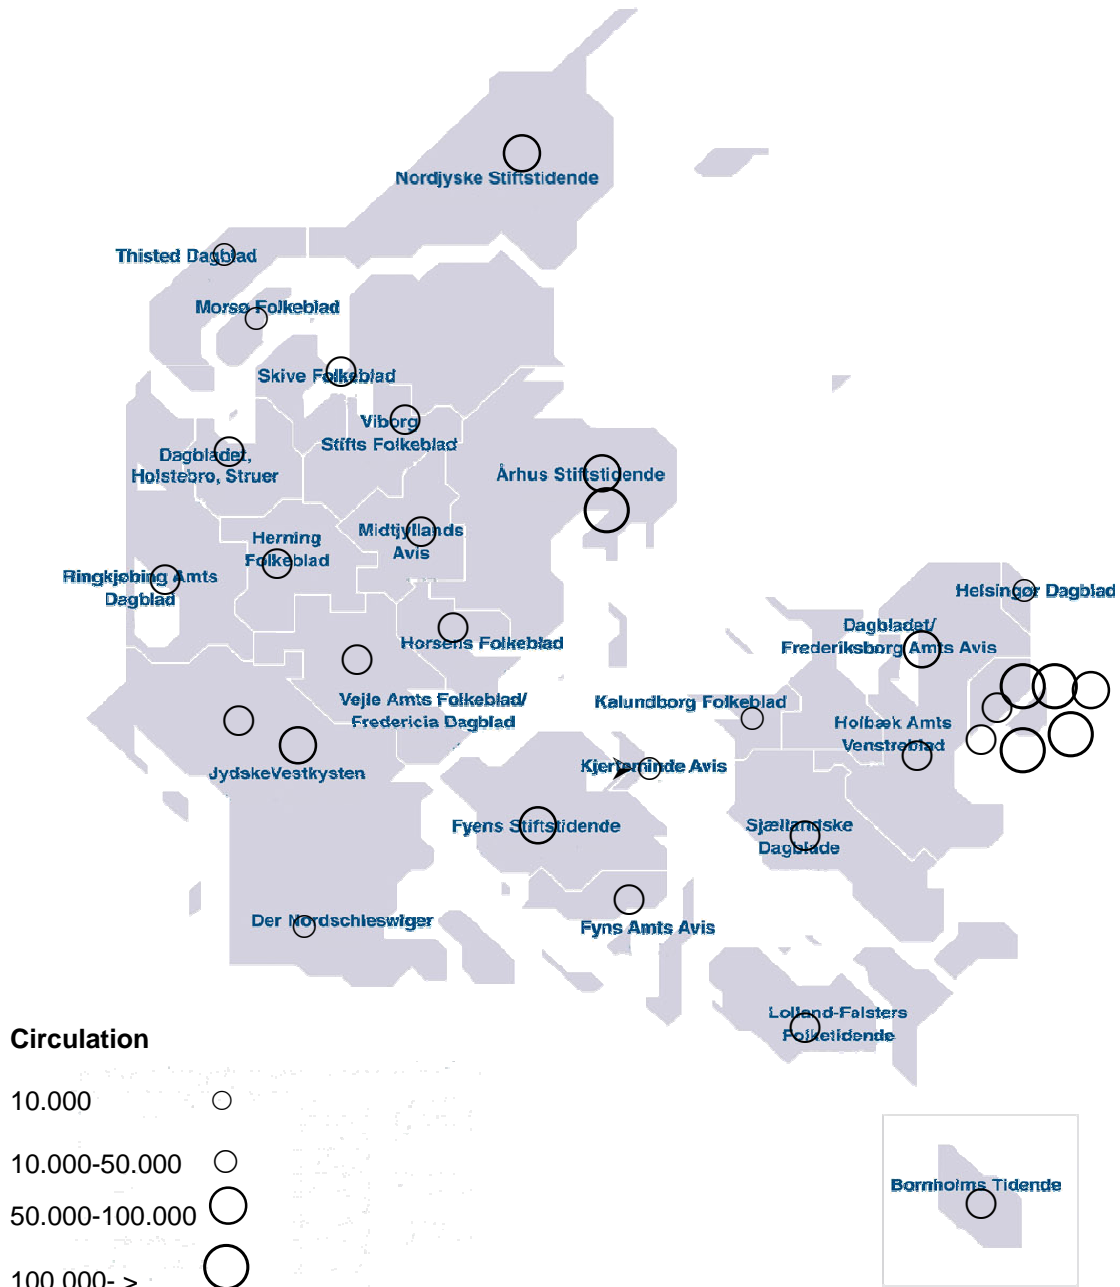 Nordjyske Stiftstidende
Thisted Dagblad
Morsø Folkeblad
Skive Folkeblad
Viborg
Stifts Folkeblad
Dagbladet,
Holstebro, Struer
Århus Stiftstidende
Herning
Folkeblad
Midtjyllands
Avis
Ringkjøbing Amts
Dagblad
Helsingør Dagblad
Horsens Folkeblad
Dagbladet/
Frederiksborg Amts Avis
Vejle Amts Folkeblad/
Fredericia Dagblad
Kalundborg Folkeblad
Holbæk Amts
Venstreblad
JydskeVestkysten
Kjerteminde Avis
Fyens Stiftstidende
Sjællandske
Dagblade
Der Nordschleswiger
Fyns Amts Avis
Lolland-Falsters
Folketidende
Circulation
10.000
10.000-50.000
50.000-100.000
100.000- >
Bornholms Tidende